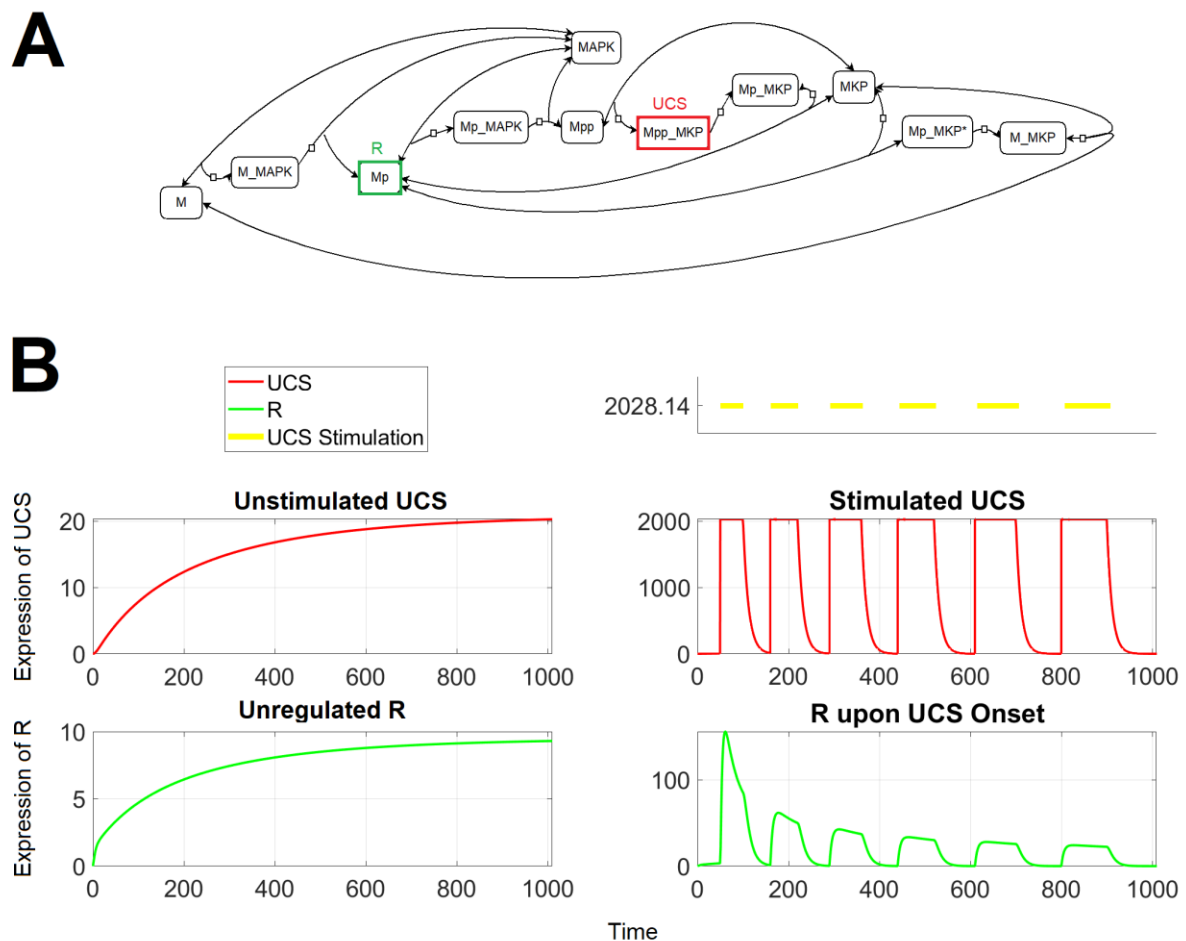 A
MAPK
UCS
Mp_MKP
MKP
R
Mp_MAPK
Mpp
Mpp_MKP
Mp_MKP*
M_MKP
M_MAPK
Mp
M
B
UCS
R
UCS Stimulation
2028.14
Unstimulated UCS
Expression of UCS
20
10
0
0 200 400 600 800 1000
Stimulated UCS
2000
1000
0
0 200 400 600 800 1000
Unregulated R
Expression of R
10
5
0
0 200 400 600 800 1000
R upon UCS Onset
100
0
0 200 400 600 800 1000
Time